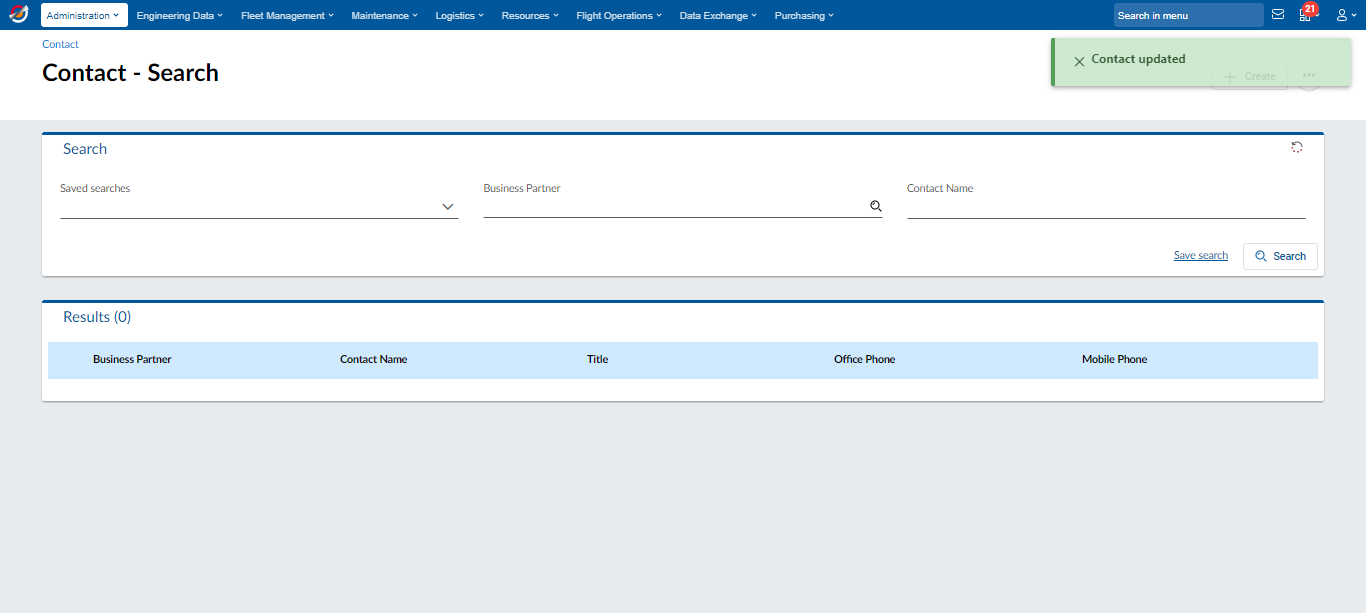 Administration Engineering Data Fleet Management Maintenance Logistics Resources Flight Operations Data Exchange Purchasing Search in menu 21
Contact
Contact - Search
Contact updated
Create
Search
Saved searches Business Partner Contact Name
Save search Search
Results (0)
Business Partner Contact Name Title Office Phone Mobile Phone